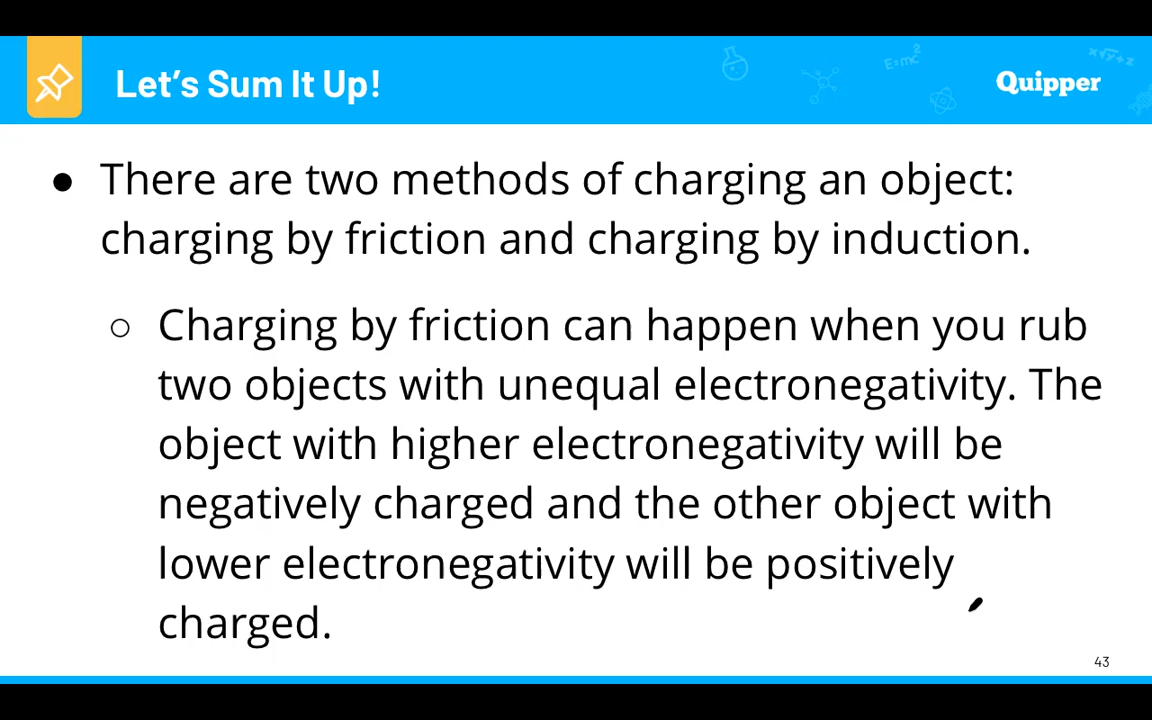 Let's Sum It Up!
E=mc²
Quipper
● There are two methods of charging an object:
charging by friction and charging by induction.
○ Charging by friction can happen when you rub
two objects with unequal electronegativity. The
object with higher electronegativity will be
negatively charged and the other object with
lower electronegativity will be positively
charged.
43